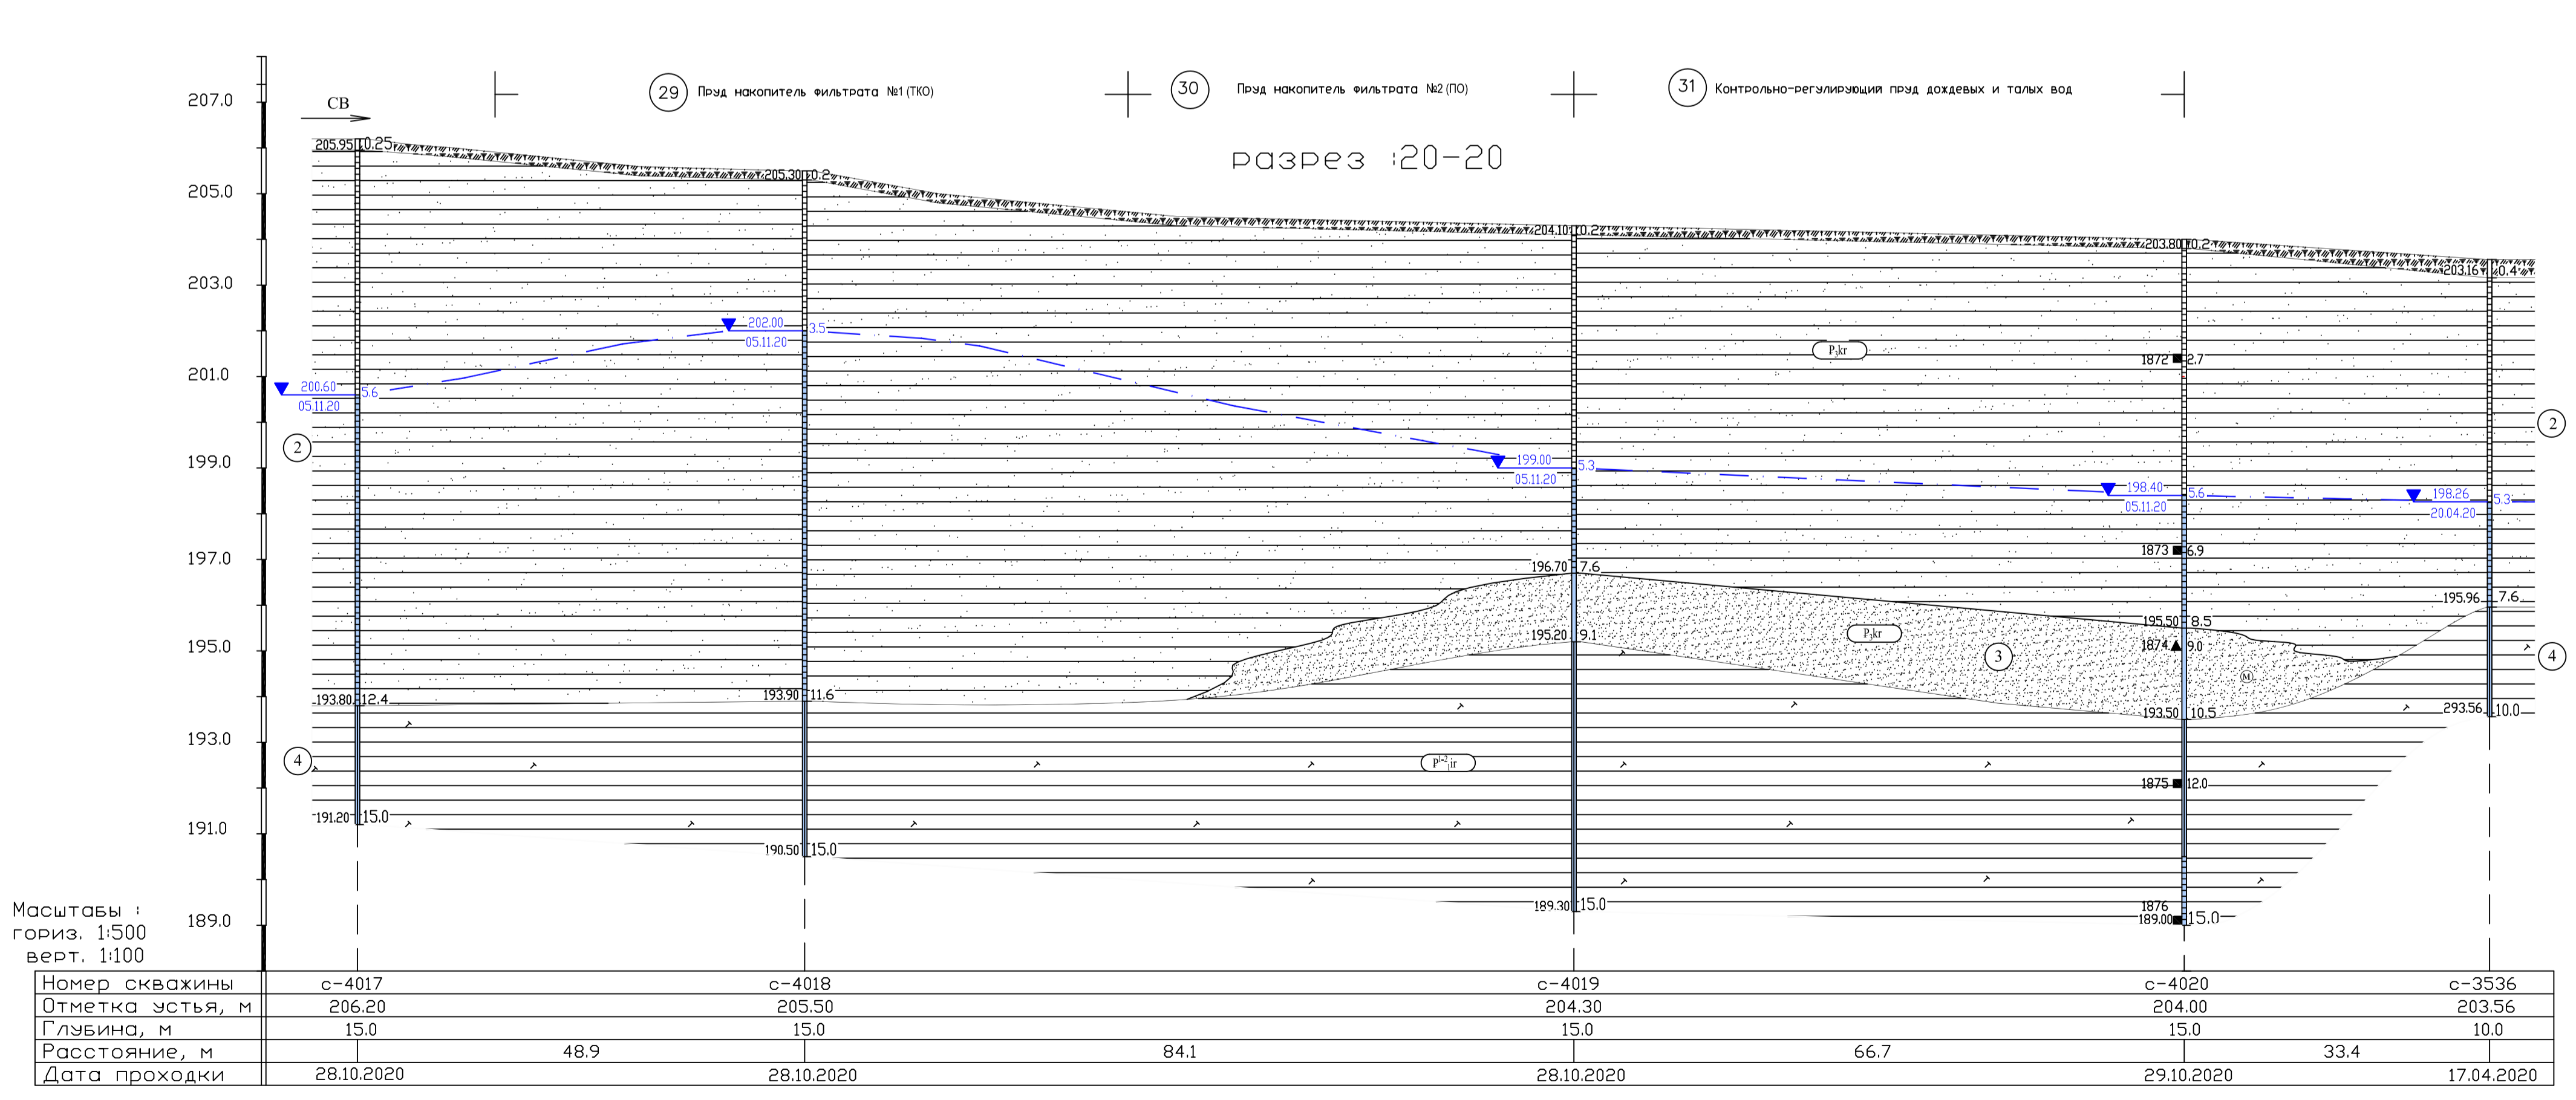 207.0
СВ
29 Пруд накопитель фильтрата №1 (ТКО)
30 Пруд накопитель фильтрата №2 (ПО)
31 Контрольно-регулирующий пруд дождевых и талых вод
разрез :20-20
205.95 0.25
205.30 0.2
204.10 0.2
203.80 0.2
203.16 0.4
205.0
203.0
202.00 3.5
05.11.20
P₃kr
1872 2.7
201.0
200.60 5.6
05.11.20
2
2
199.0
199.00 5.3
05.11.20
198.40 5.6
05.11.20
198.26 5.3
20.04.20
197.0
1873 6.9
196.70 7.6
195.96 7.6
195.50 8.5
195.20 9.1
P₃kr
195.0
1874 9.0
3
4
М
193.80 12.4
193.90 11.6
193.50 10.5
293.56 10.0
193.0
4
P¹⁻²₁ir
1875 12.0
191.20 15.0
191.0
190.50 15.0
189.30 15.0
1876
189.00 15.0
189.0
Масштабы :
гориз. 1:500
верт. 1:100
Номер скважины с-4017 с-4018 с-4019 с-4020 с-3536
Отметка устья, м 206.20 205.50 204.30 204.00 203.56
Глубина, м 15.0 15.0 15.0 15.0 10.0
Расстояние, м 48.9 84.1 66.7 33.4
Дата проходки 28.10.2020 28.10.2020 28.10.2020 29.10.2020 17.04.2020